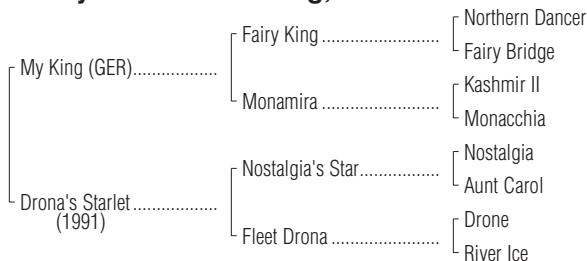 Northern Dancer
Fairy King
Fairy Bridge
My King (GER)
Kashmir II
Monamira
Monacchia
Nostalgia
Nostalgia's Star
Aunt Carol
Drona's Starlet
(1991)
Drone
Fleet Drona
River Ice